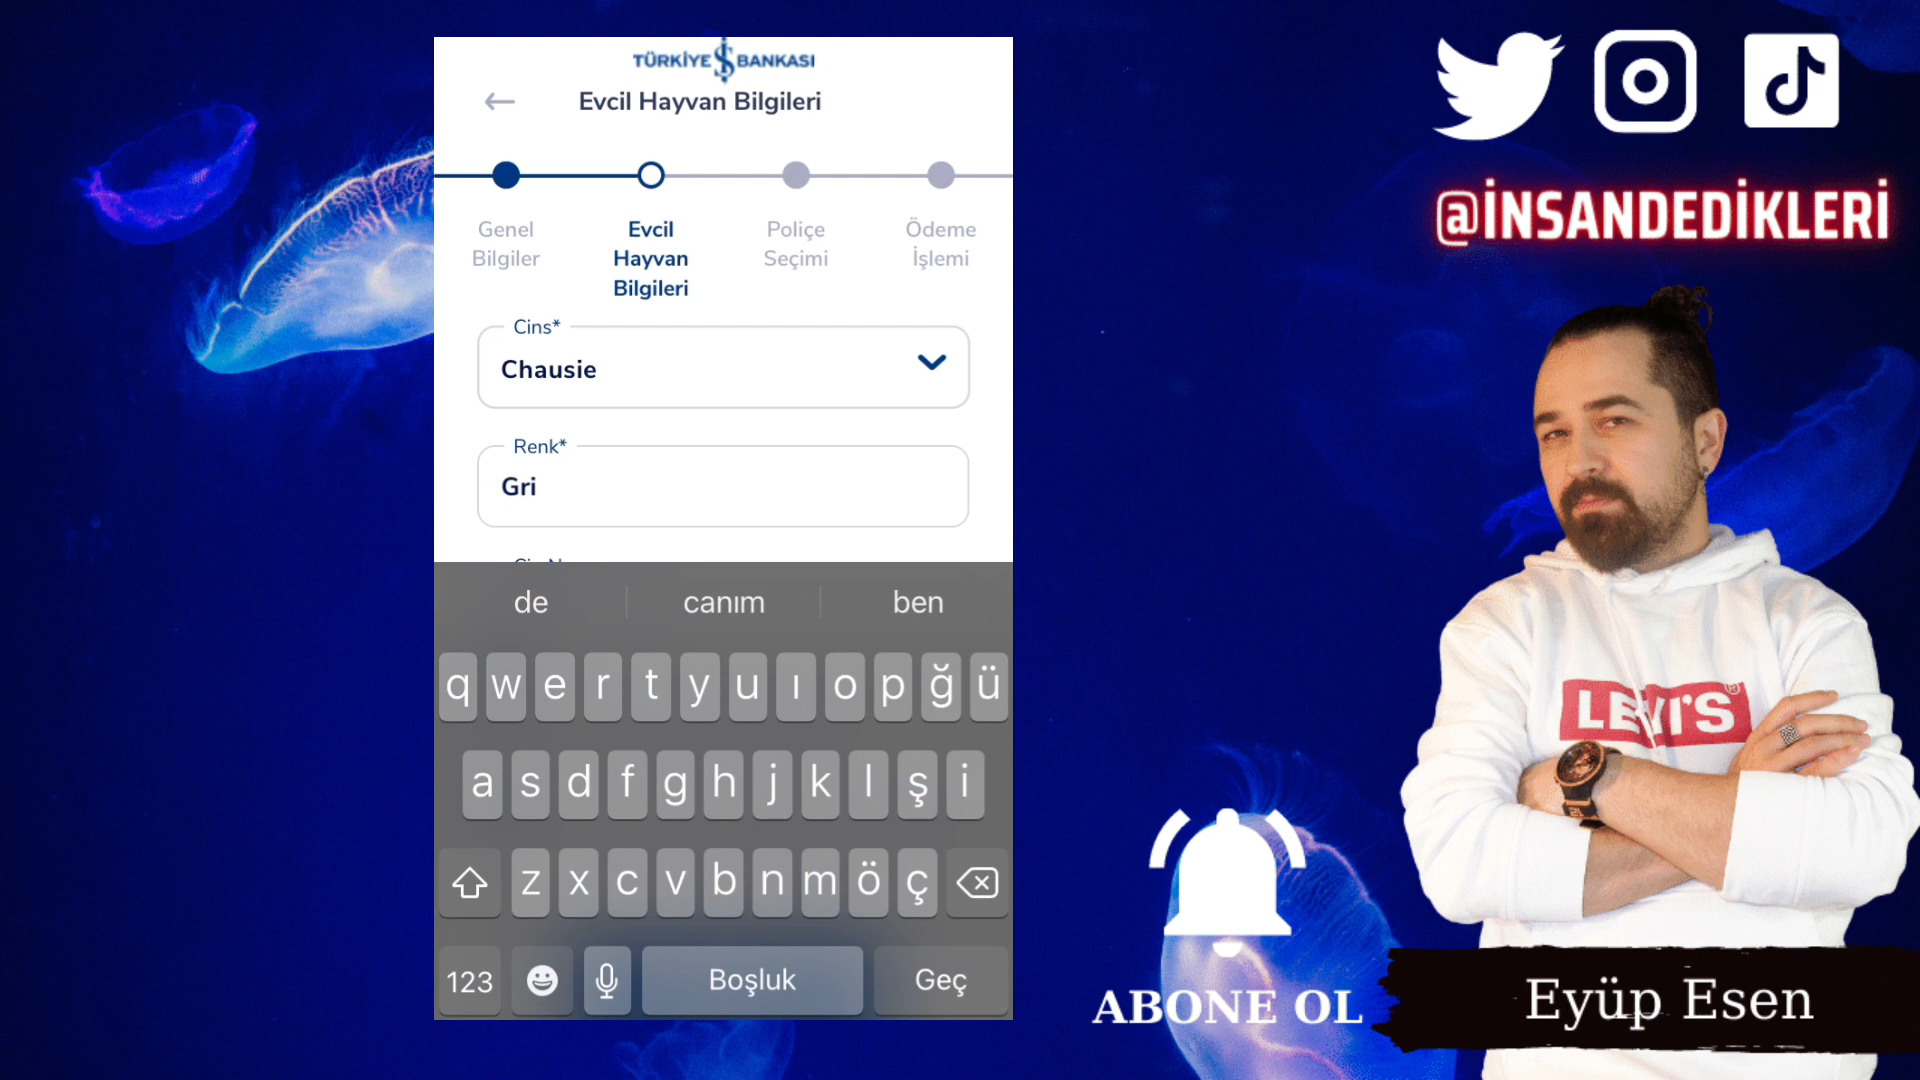 TÜRKİYE İŞ BANKASI
Evcil Hayvan Bilgileri
Genel
Bilgiler
Evcil
Hayvan
Bilgileri
Poliçe
Seçimi
Ödeme
İşlemi
Cins*
Chausie
Renk*
Gri
de canım ben
q w e r t y u ı o p ğ ü
a s d f g h j k l ş i
z x c v b n m ö ç
123 Boşluk Geç
@İNSANDEDİKLERİ
LEVI'S®
ABONE OL
Eyüp Esen